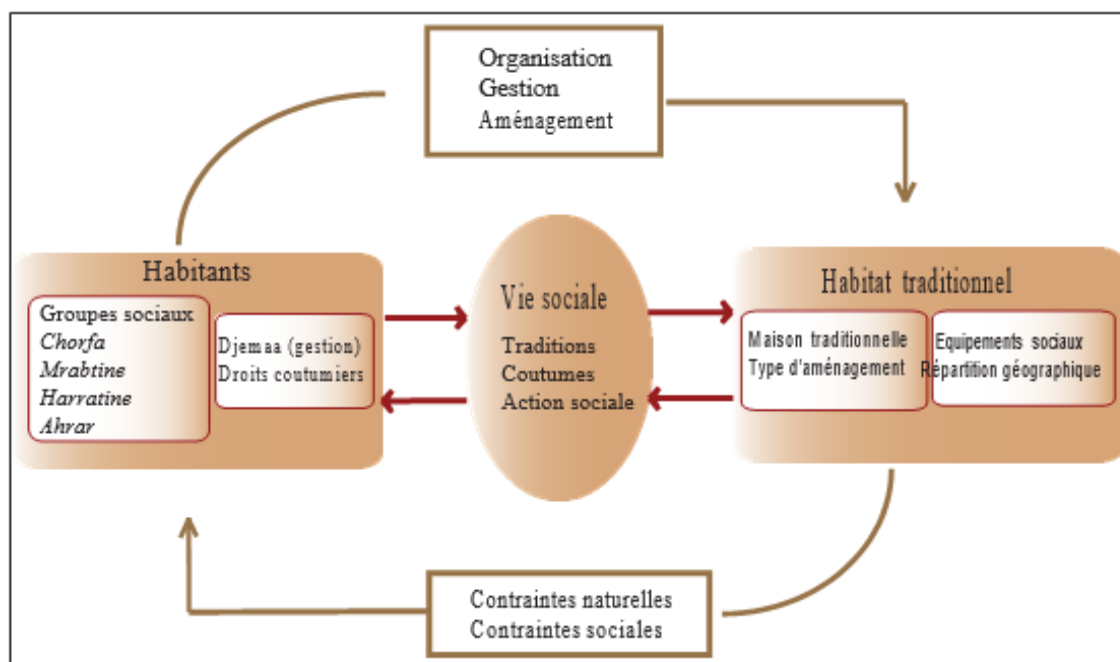 Organisation
Gestion
Aménagement
Habitants
Groupes sociaux
Chorfa
Mrabtine
Harratine
Ahrar
Djemaa (gestion)
Droits coutumiers
Vie sociale
Traditions
Coutumes
Action sociale
Habitat traditionnel
Maison traditionnelle
Type d'aménagement
Equipements sociaux
Répartition géographique
Contraintes naturelles
Contraintes sociales